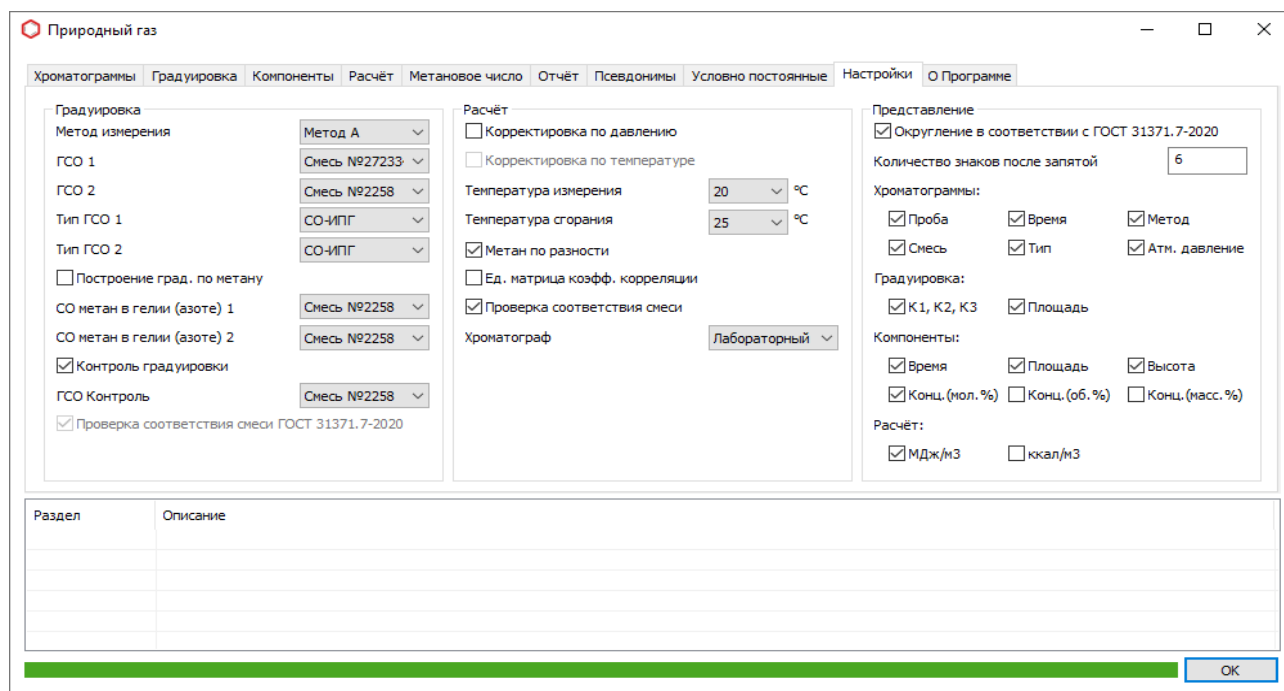 Природный газ
Хроматограммы Градуировка Компоненты Расчёт Метановое число Отчёт Псевдонимы Условно постоянные Настройки О Программе
Градуировка
Метод измерения Метод А
ГСО 1 Смесь №27233
ГСО 2 Смесь №2258
Тип ГСО 1 СО-ИПГ
Тип ГСО 2 СО-ИПГ
Построение град. по метану
СО метан в гелии (азоте) 1 Смесь №2258
СО метан в гелии (азоте) 2 Смесь №2258
Контроль градуировки
ГСО Контроль Смесь №2258
Проверка соответствия смеси ГОСТ 31371.7-2020
Расчёт
Корректировка по давлению
Корректировка по температуре
Температура измерения 20 ºС
Температура сгорания 25 ºС
Метан по разности
Ед. матрица коэфф. корреляции
Проверка соответствия смеси
Хроматограф Лабораторный
Представление
Округление в соответствии с ГОСТ 31371.7-2020
Количество знаков после запятой 6
Хроматограммы:
Проба Время Метод
Смесь Тип Атм. давление
Градуировка:
К1, К2, К3 Площадь
Компоненты:
Время Площадь Высота
Конц.(мол.%) Конц.(об.%) Конц.(масс.%)
Расчёт:
МДж/м3 ккал/м3
Раздел Описание
ОК